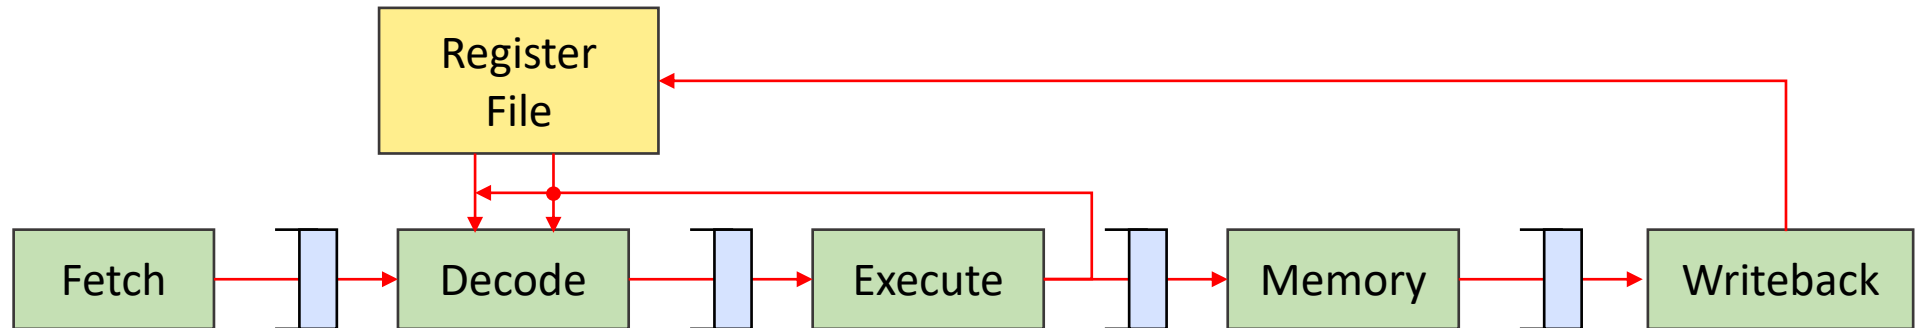 Register
File
Fetch
Decode
Execute
Memory
Writeback